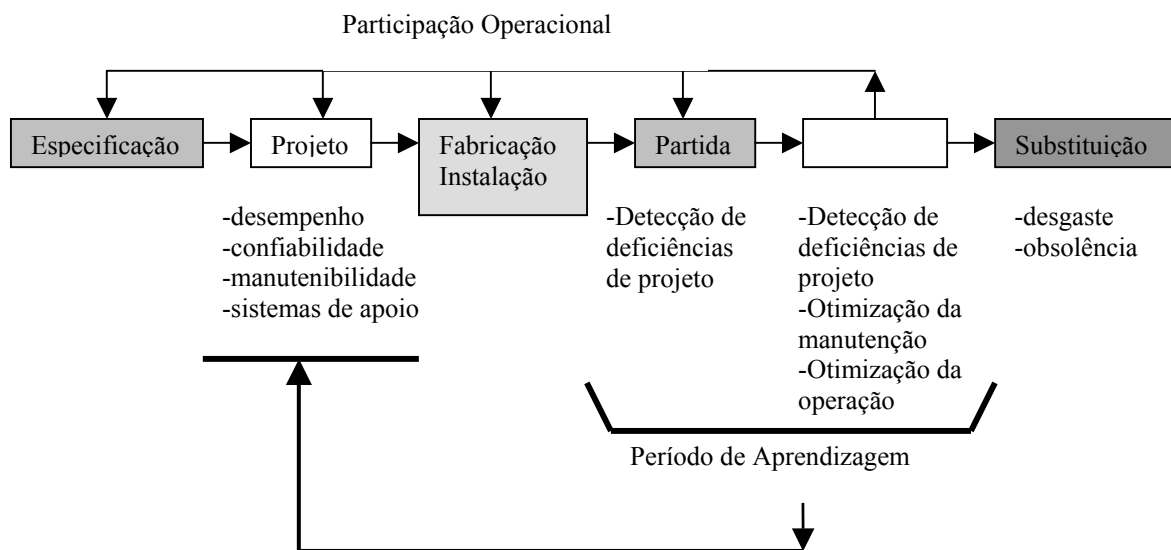 Participação Operacional
Especificação
Projeto
Fabricação
Instalação
Partida
Substituição
-desempenho
-confiabilidade
-manutenibilidade
-sistemas de apoio
-Detecção de
deficiências
de projeto
-Detecção de
deficiências de
projeto
-Otimização da
manutenção
-Otimização da
operação
-desgaste
-obsolência
Período de Aprendizagem